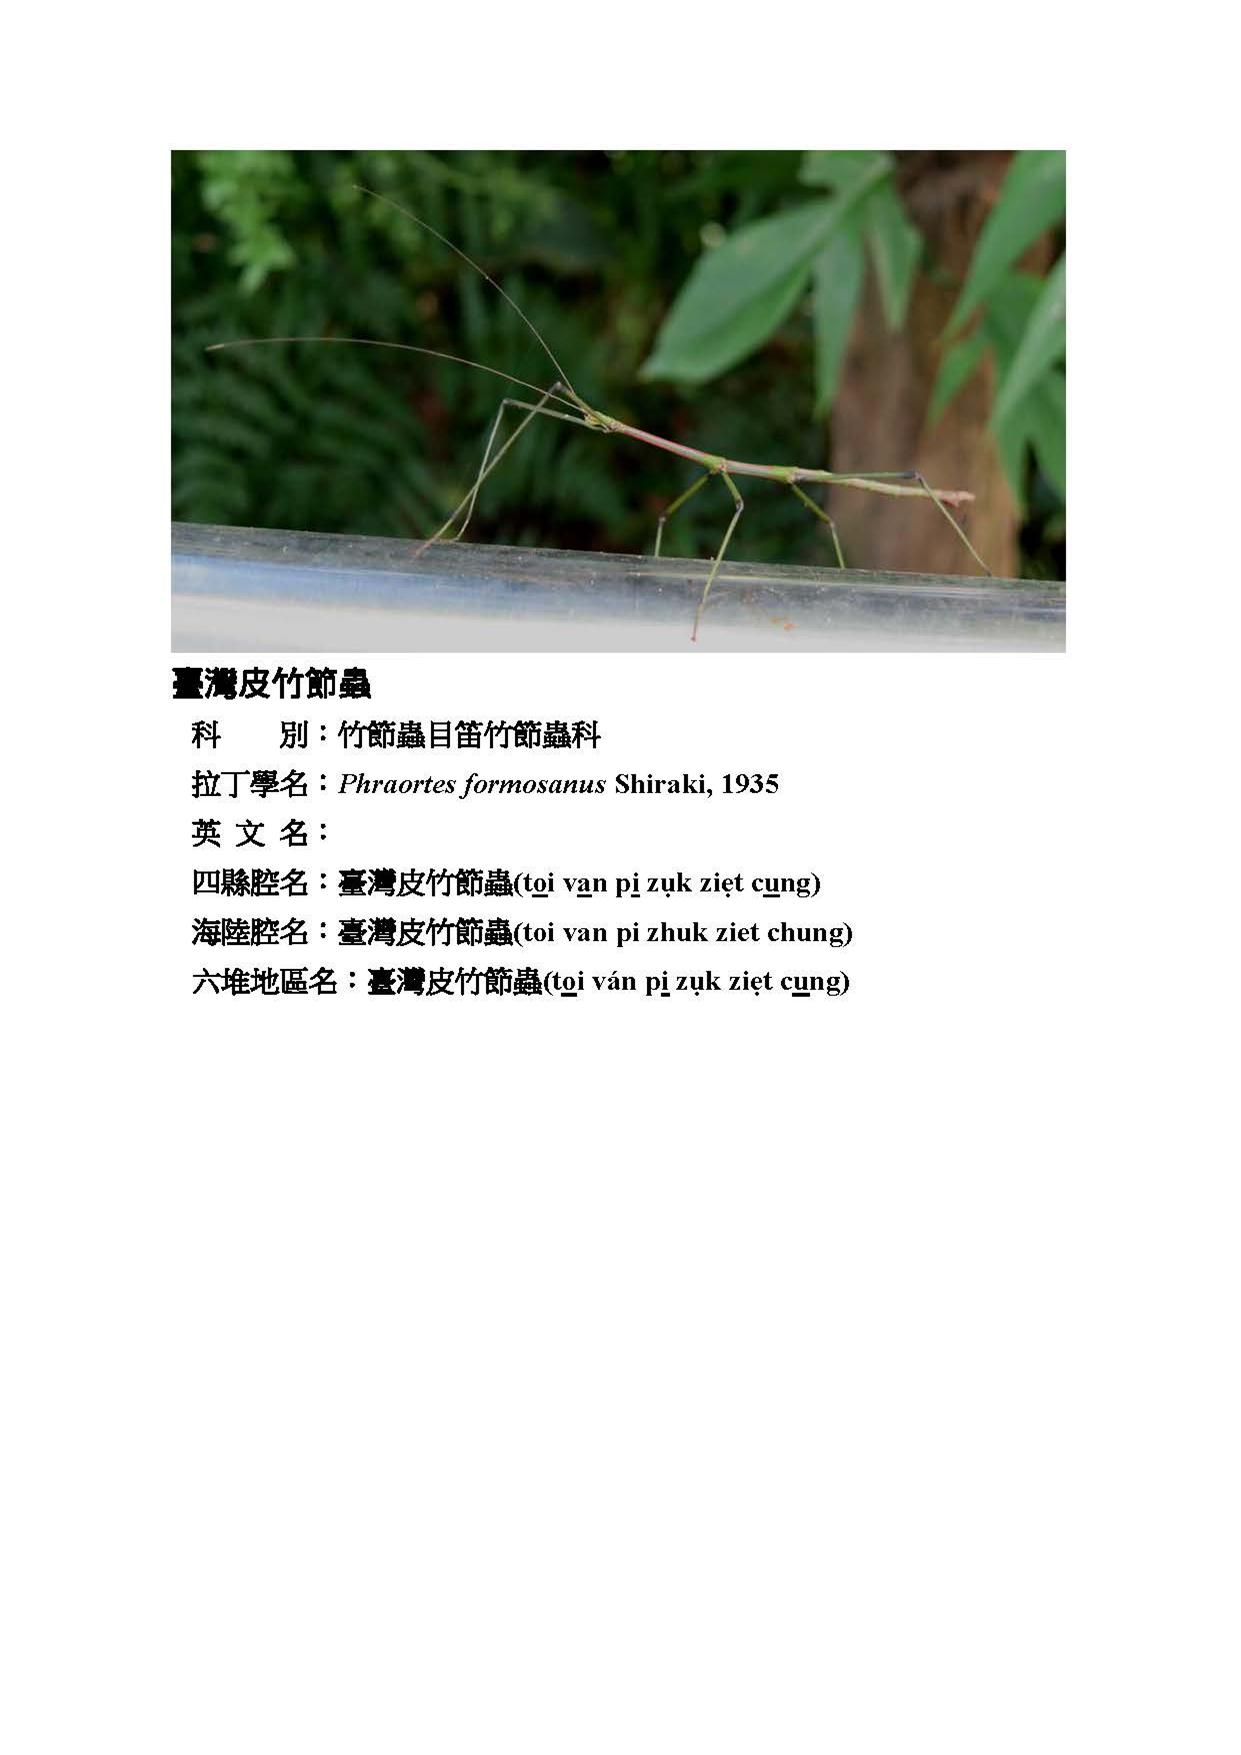 臺灣皮竹節蟲
科　　別：竹節蟲目笛竹節蟲科
拉丁學名：Phraortes formosanus Shiraki, 1935
英 文 名：
四縣腔名：臺灣皮竹節蟲(to̲i va̲n pi̲ zụk ziẹt cu̲ng)
海陸腔名：臺灣皮竹節蟲(toi van pi zhuk ziet chung)
六堆地區名：臺灣皮竹節蟲(to̲i ván pi̲ zụk ziẹt cu̲ng)